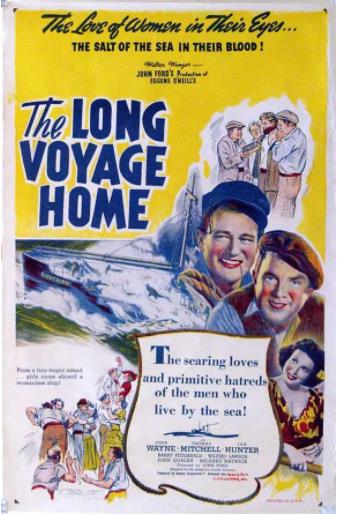 The Love of Women in Their Eyes...
THE SALT OF THE SEA IN THEIR BLOOD!
Walter Wanger
JOHN FORD'S Production of
EUGENE O'NEILL'S
The LONG
VOYAGE
HOME
GLENCAIRN
From a tiny tropic island
... girls come aboard a
womanless ship!
The searing loves
and primitive hatreds
of the men who
live by the sea!
with
JOHN THOMAS IAN
WAYNE · MITCHELL · HUNTER
BARRY FITZGERALD · WILFRID LAWSON
JOHN QUALEN · MILDRED NATWICK
Directed by JOHN FORD